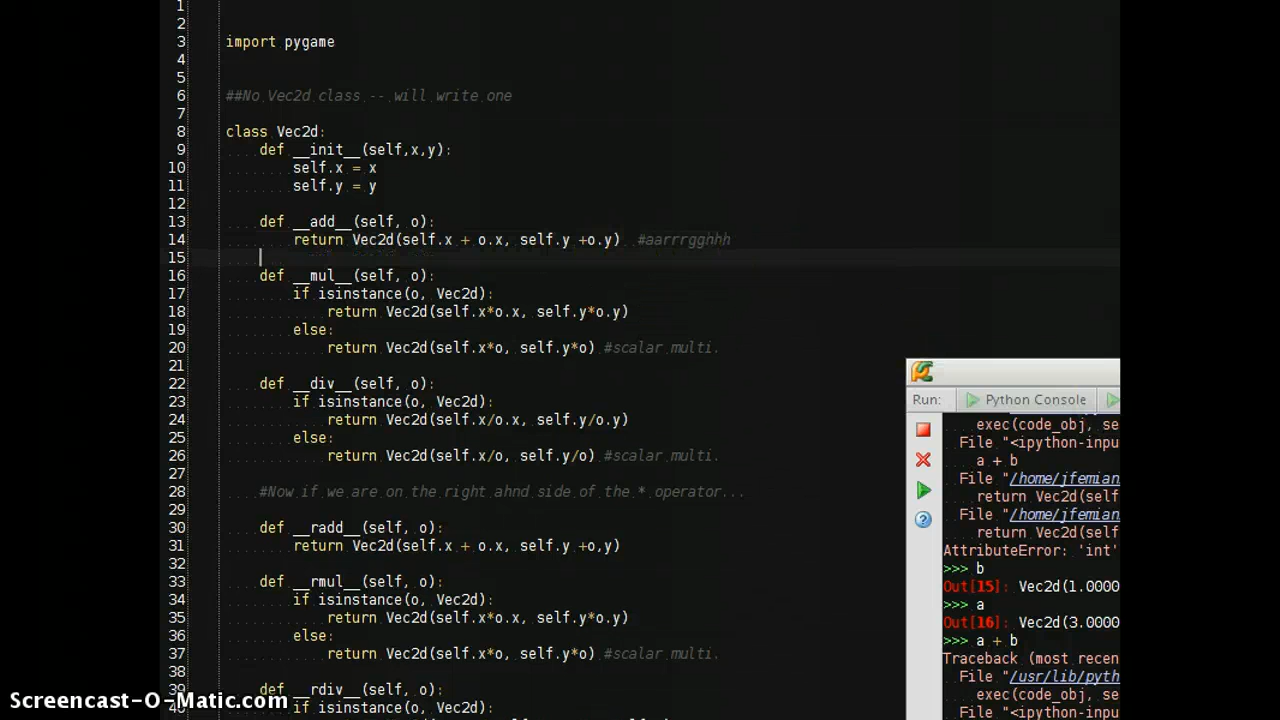 1
2
3 import pygame
4
5
6 ##No Vec2d class -- will write one
7
8 class Vec2d:
9 def __init__(self,x,y):
10 self.x = x
11 self.y = y
12
13 def __add__(self, o):
14 return Vec2d(self.x + o.x, self.y +o.y) #aarrrgghhh
15
16 def __mul__(self, o):
17 if isinstance(o, Vec2d):
18 return Vec2d(self.x*o.x, self.y*o.y)
19 else:
20 return Vec2d(self.x*o, self.y*o) #scalar multi.
21
22 def __div__(self, o):
23 if isinstance(o, Vec2d):
24 return Vec2d(self.x/o.x, self.y/o.y)
25 else:
26 return Vec2d(self.x/o, self.y/o) #scalar multi.
27
28 #Now if we are on the right ahnd side of the * operator...
29
30 def __radd__(self, o):
31 return Vec2d(self.x + o.x, self.y +o,y)
32
33 def __rmul__(self, o):
34 if isinstance(o, Vec2d):
35 return Vec2d(self.x*o.x, self.y*o.y)
36 else:
37 return Vec2d(self.x*o, self.y*o) #scalar multi.
38
39 def __rdiv__(self, o):
40 if isinstance(o, Vec2d):
Run: Python Console
exec(code_obj, se
File "<ipython-inpu
a + b
File "/home/jfemian
return Vec2d(self
File "/home/jfemian
return Vec2d(self
AttributeError: 'int'
>>> b
Out[15]: Vec2d(1.0000
>>> a
Out[16]: Vec2d(3.0000
>>> a + b
Traceback (most recen
File "/usr/lib/pyth
exec(code_obj, se
File "<ipython-inpu
Screencast-O-Matic.com